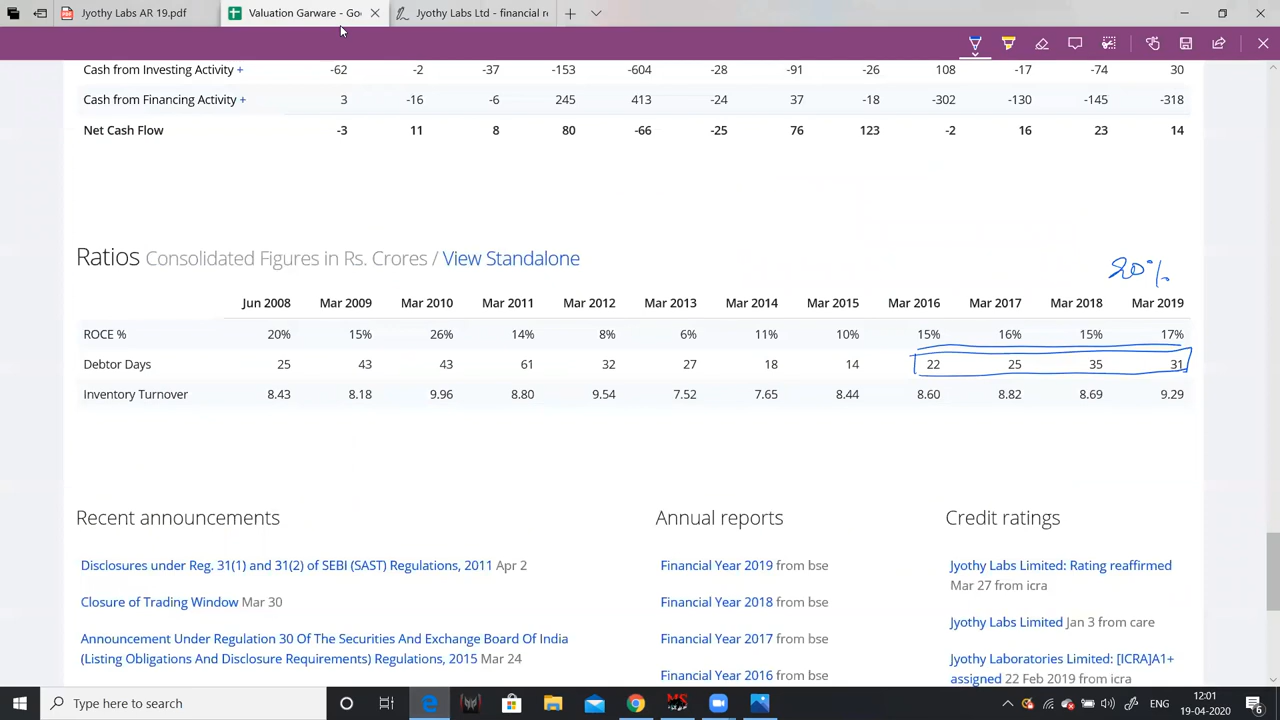 Jyothy Labs AR 19.pdf Valuation Garware - Go Jyothy Labs Ltd - financial r
Cash from Investing Activity + -62 -2 -37 -153 -604 -28 -91 -26 108 -17 -74 30
Cash from Financing Activity + 3 -16 -6 245 413 -24 37 -18 -302 -130 -145 -318
Net Cash Flow -3 11 8 80 -66 -25 76 123 -2 16 23 14
Ratios Consolidated Figures in Rs. Crores / View Standalone
20%
Jun 2008 Mar 2009 Mar 2010 Mar 2011 Mar 2012 Mar 2013 Mar 2014 Mar 2015 Mar 2016 Mar 2017 Mar 2018 Mar 2019
ROCE % 20% 15% 26% 14% 8% 6% 11% 10% 15% 16% 15% 17%
Debtor Days 25 43 43 61 32 27 18 14 22 25 35 31
Inventory Turnover 8.43 8.18 9.96 8.80 9.54 7.52 7.65 8.44 8.60 8.82 8.69 9.29
Recent announcements
Disclosures under Reg. 31(1) and 31(2) of SEBI (SAST) Regulations, 2011 Apr 2
Closure of Trading Window Mar 30
Announcement Under Regulation 30 Of The Securities And Exchange Board Of India
(Listing Obligations And Disclosure Requirements) Regulations, 2015 Mar 24
Annual reports
Financial Year 2019 from bse
Financial Year 2018 from bse
Financial Year 2017 from bse
Financial Year 2016 from bse
Credit ratings
Jyothy Labs Limited: Rating reaffirmed
Mar 27 from icra
Jyothy Labs Limited Jan 3 from care
Jyothy Laboratories Limited: [ICRA]A1+
assigned 22 Feb 2019 from icra
Type here to search
ENG
12:01
19-04-2020
6